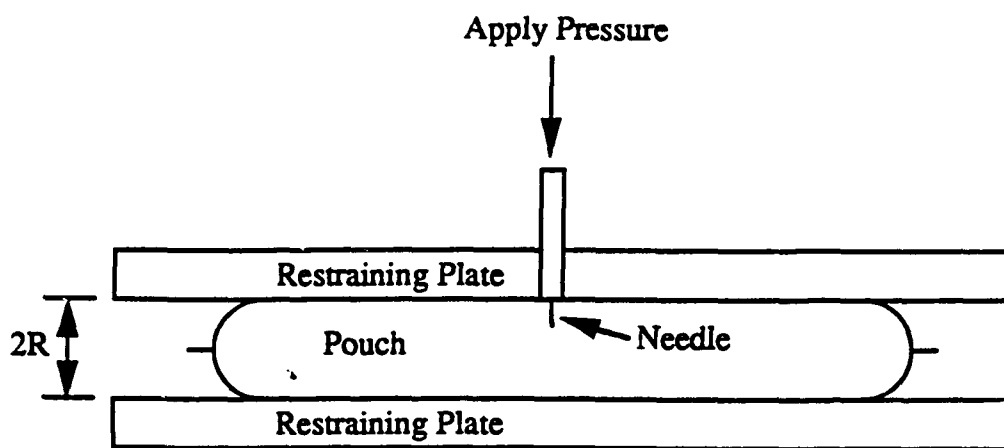 Apply Pressure
Restraining Plate
2R
Pouch
Needle
Restraining Plate